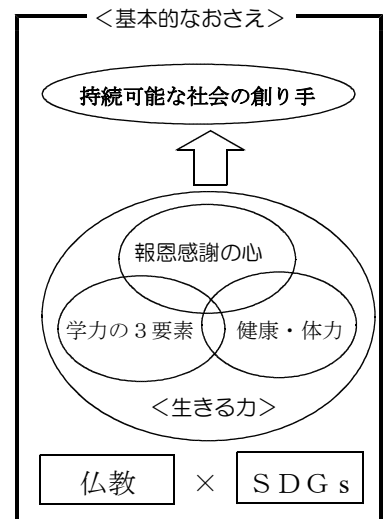 ＜基本的なおさえ＞
持続可能な社会の創り手
報恩感謝の心
学力の３要素
健康・体力
＜生きる力＞
仏教 × ＳＤＧｓ